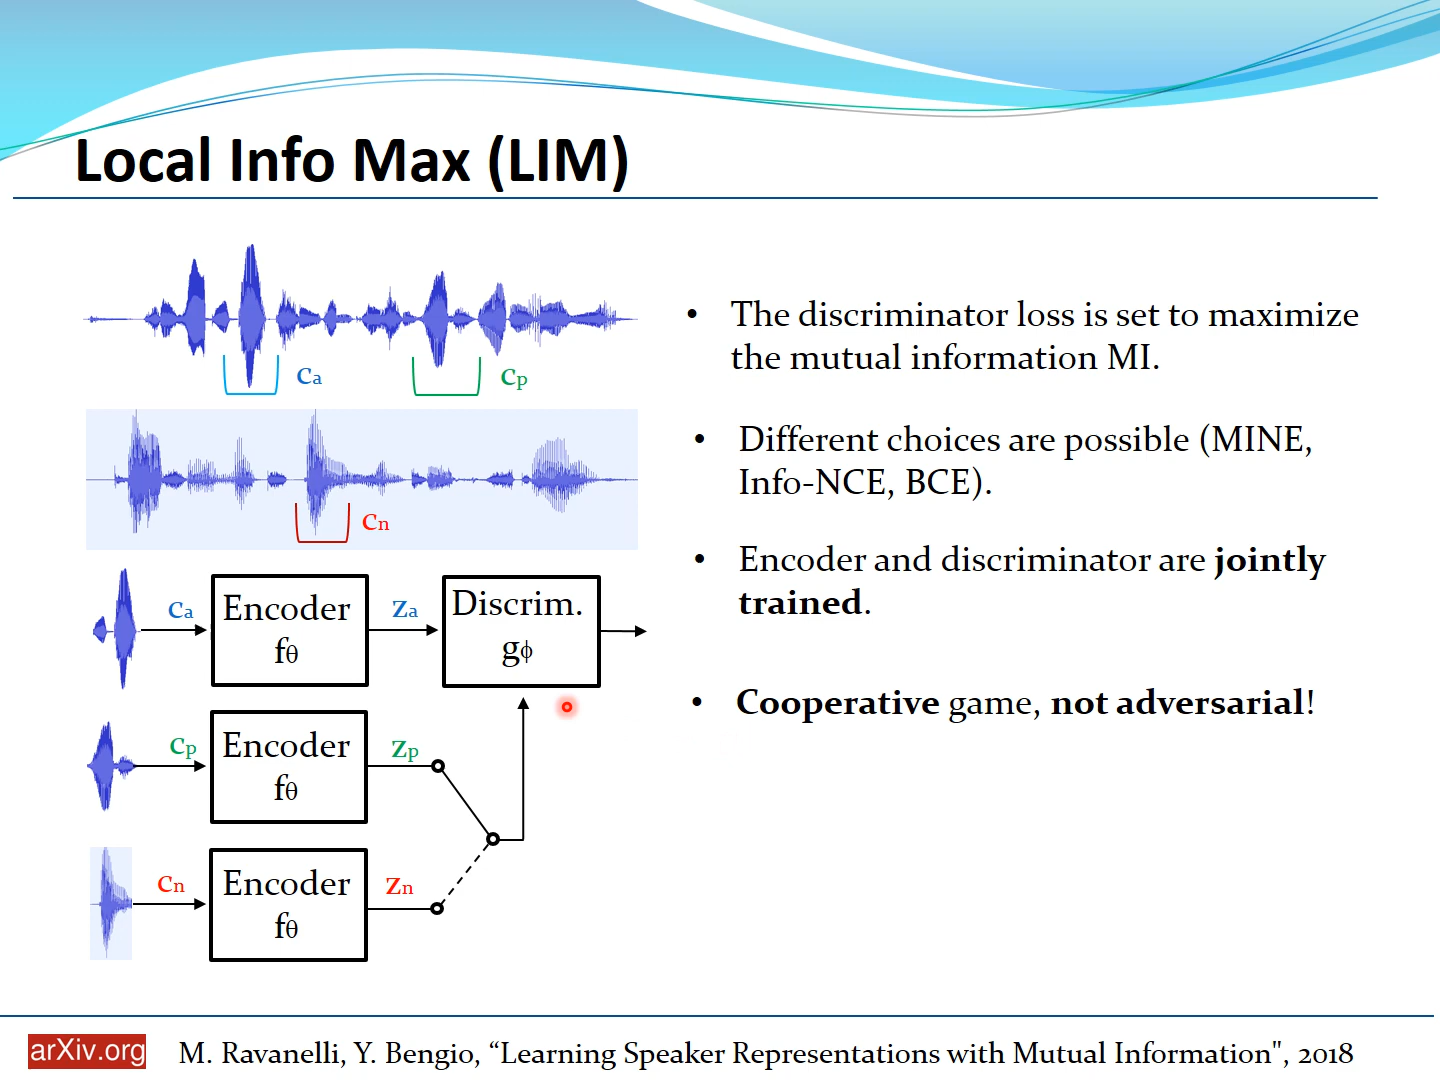 Local Info Max (LIM)
ca
cp
cn
ca
Encoder
fθ
za
Discrim.
gϕ
cp
Encoder
fθ
zp
cn
Encoder
fθ
zn
• The discriminator loss is set to maximize
the mutual information MI.
• Different choices are possible (MINE,
Info-NCE, BCE).
• Encoder and discriminator are jointly
trained.
• Cooperative game, not adversarial!
arXiv.org
M. Ravanelli, Y. Bengio, “Learning Speaker Representations with Mutual Information", 2018